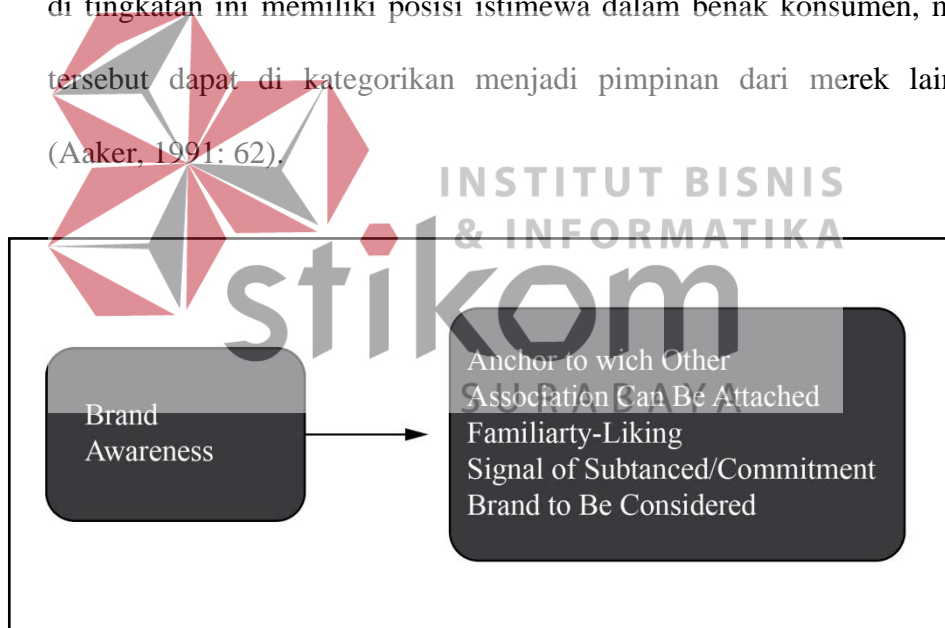 di tingkatan ini memiliki posisi istimewa dalam benak konsumen,
tersebut dapat di kategorikan menjadi pimpinan dari merek
(Aaker, 1991: 62).
INSTITUT BISNIS
& INFORMATIKA
stikom
SURABAYA
Brand
Awareness
Anchor to wich Other
Association Can Be Attached
Familiarty-Liking
Signal of Subtanced/Commitment
Brand to Be Considered